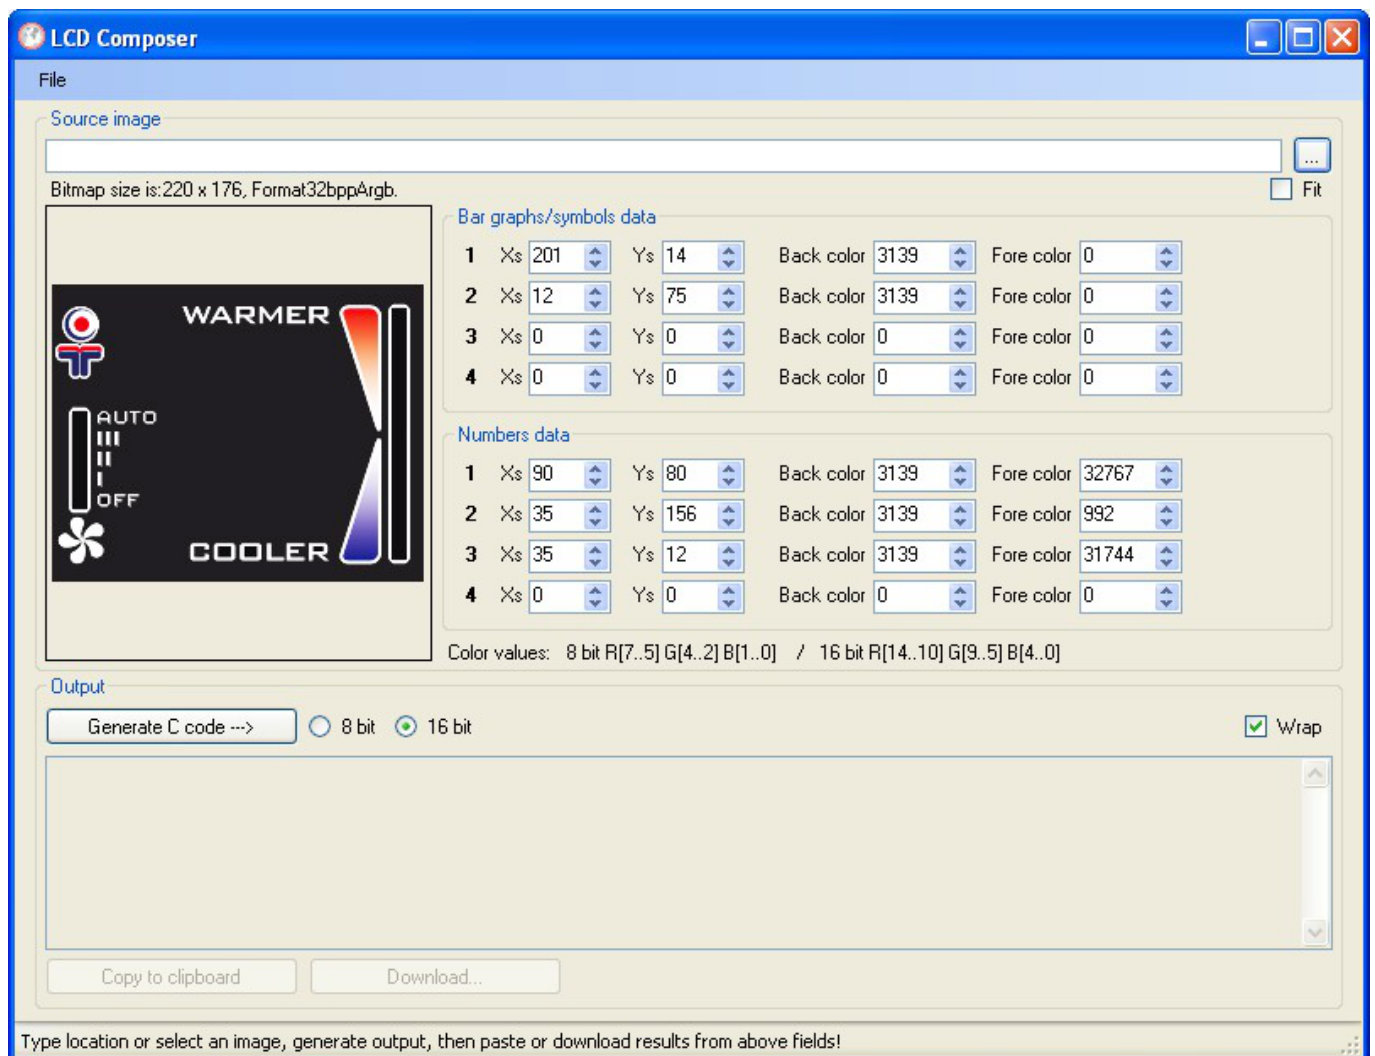 LCD Composer
File
Source image
...
Bitmap size is:220 x 176, Format32bppArgb.
Fit
WARMER
AUTO
III
II
I
OFF
COOLER
Bar graphs/symbols data
1 Xs 201 Ys 14 Back color 3139 Fore color 0
2 Xs 12 Ys 75 Back color 3139 Fore color 0
3 Xs 0 Ys 0 Back color 0 Fore color 0
4 Xs 0 Ys 0 Back color 0 Fore color 0
Numbers data
1 Xs 90 Ys 80 Back color 3139 Fore color 32767
2 Xs 35 Ys 156 Back color 3139 Fore color 992
3 Xs 35 Ys 12 Back color 3139 Fore color 31744
4 Xs 0 Ys 0 Back color 0 Fore color 0
Color values: 8 bit R[7..5] G[4..2] B[1..0] / 16 bit R[14..10] G[9..5] B[4..0]
Output
Generate C code ---> 8 bit 16 bit Wrap
Copy to clipboard Download...
Type location or select an image, generate output, then paste or download results from above fields!